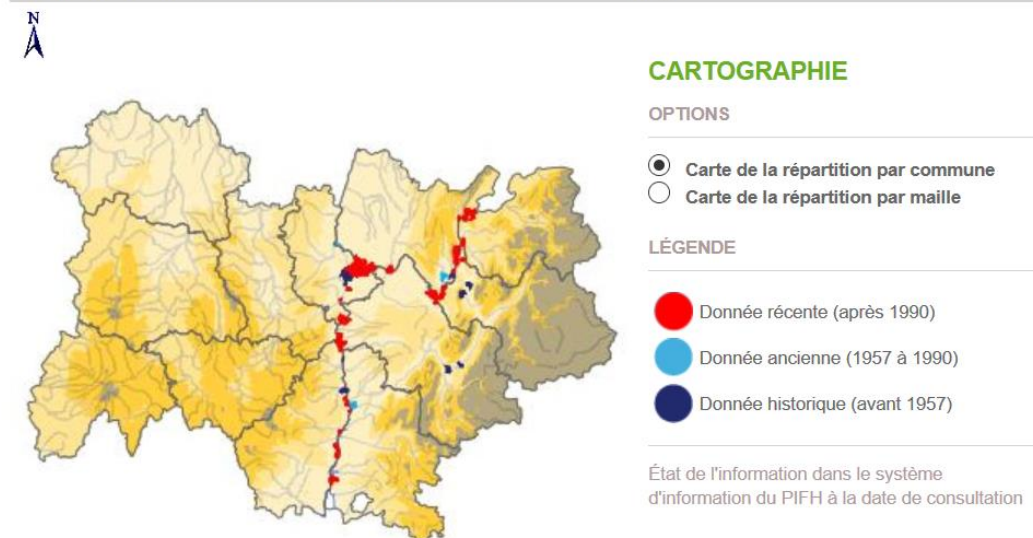 N
CARTOGRAPHIE
OPTIONS
Carte de la répartition par commune
Carte de la répartition par maille
LÉGENDE
Donnée récente (après 1990)
Donnée ancienne (1957 à 1990)
Donnée historique (avant 1957)
État de l'information dans le système
d'information du PIFH à la date de consultation